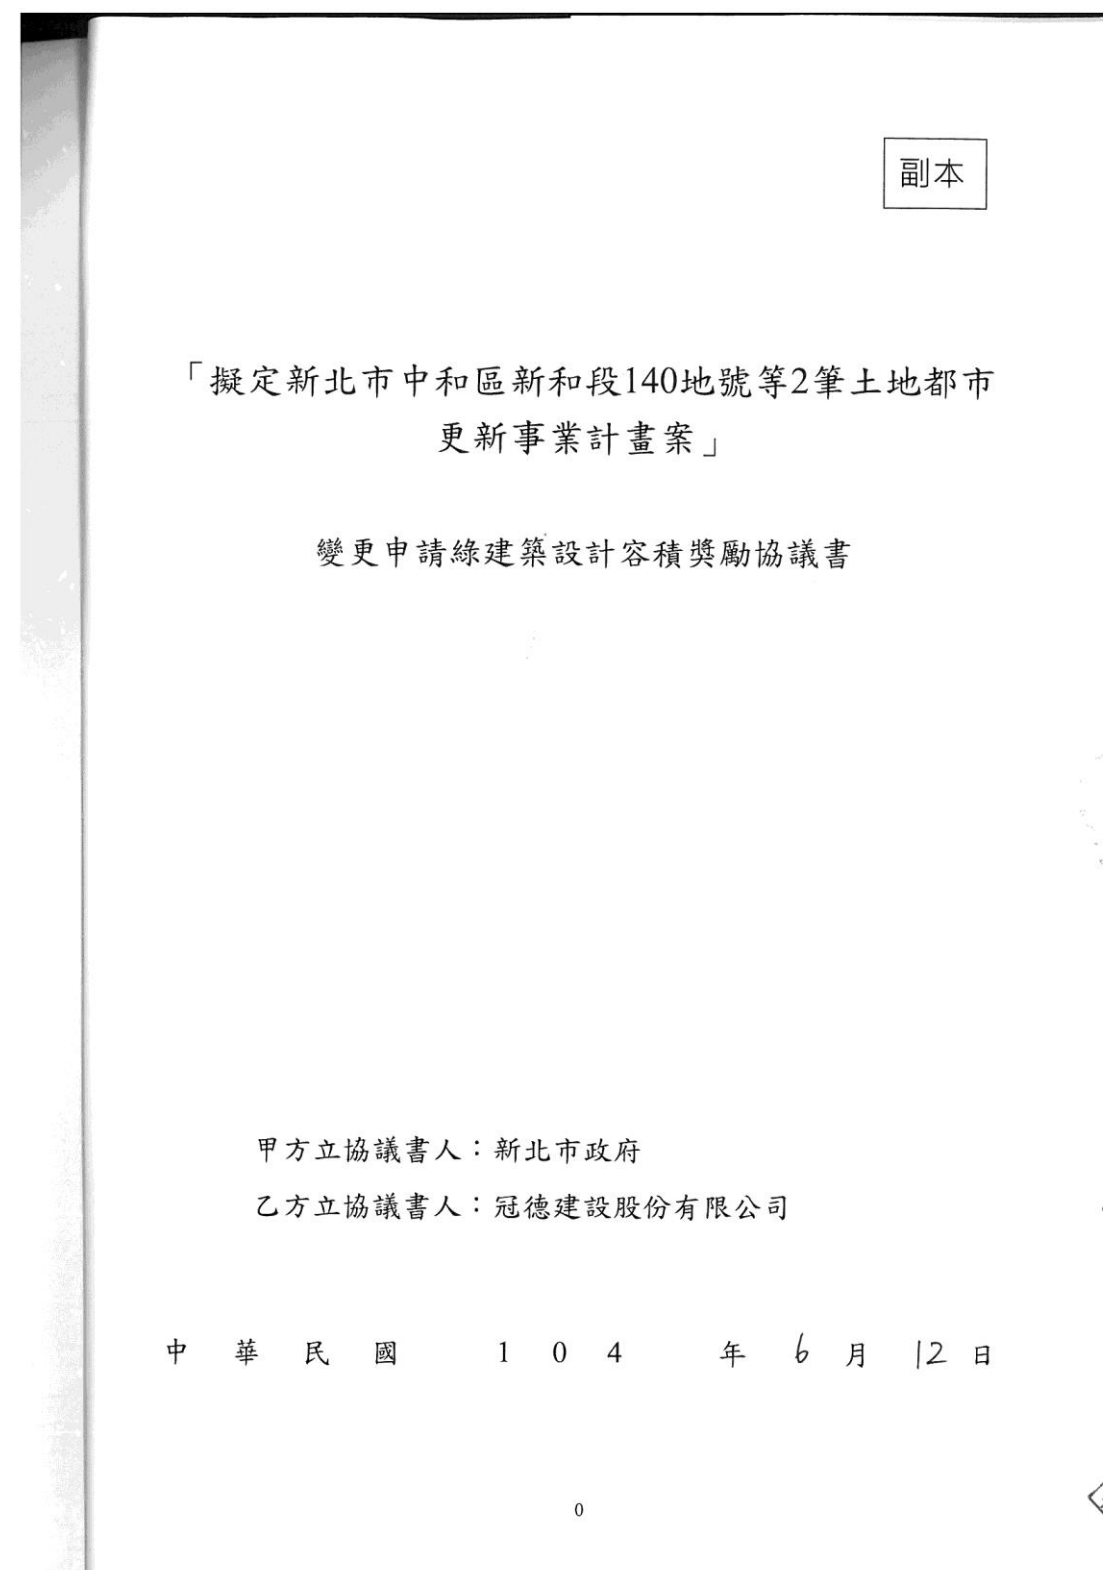 副本
「擬定新北市中和區新和段140地號等2筆土地都市
更新事業計畫案」
變更申請綠建築設計容積獎勵協議書
甲方立協議書人：新北市政府
乙方立協議書人：冠德建設股份有限公司
中華民國 104 年 6 月 12 日
0